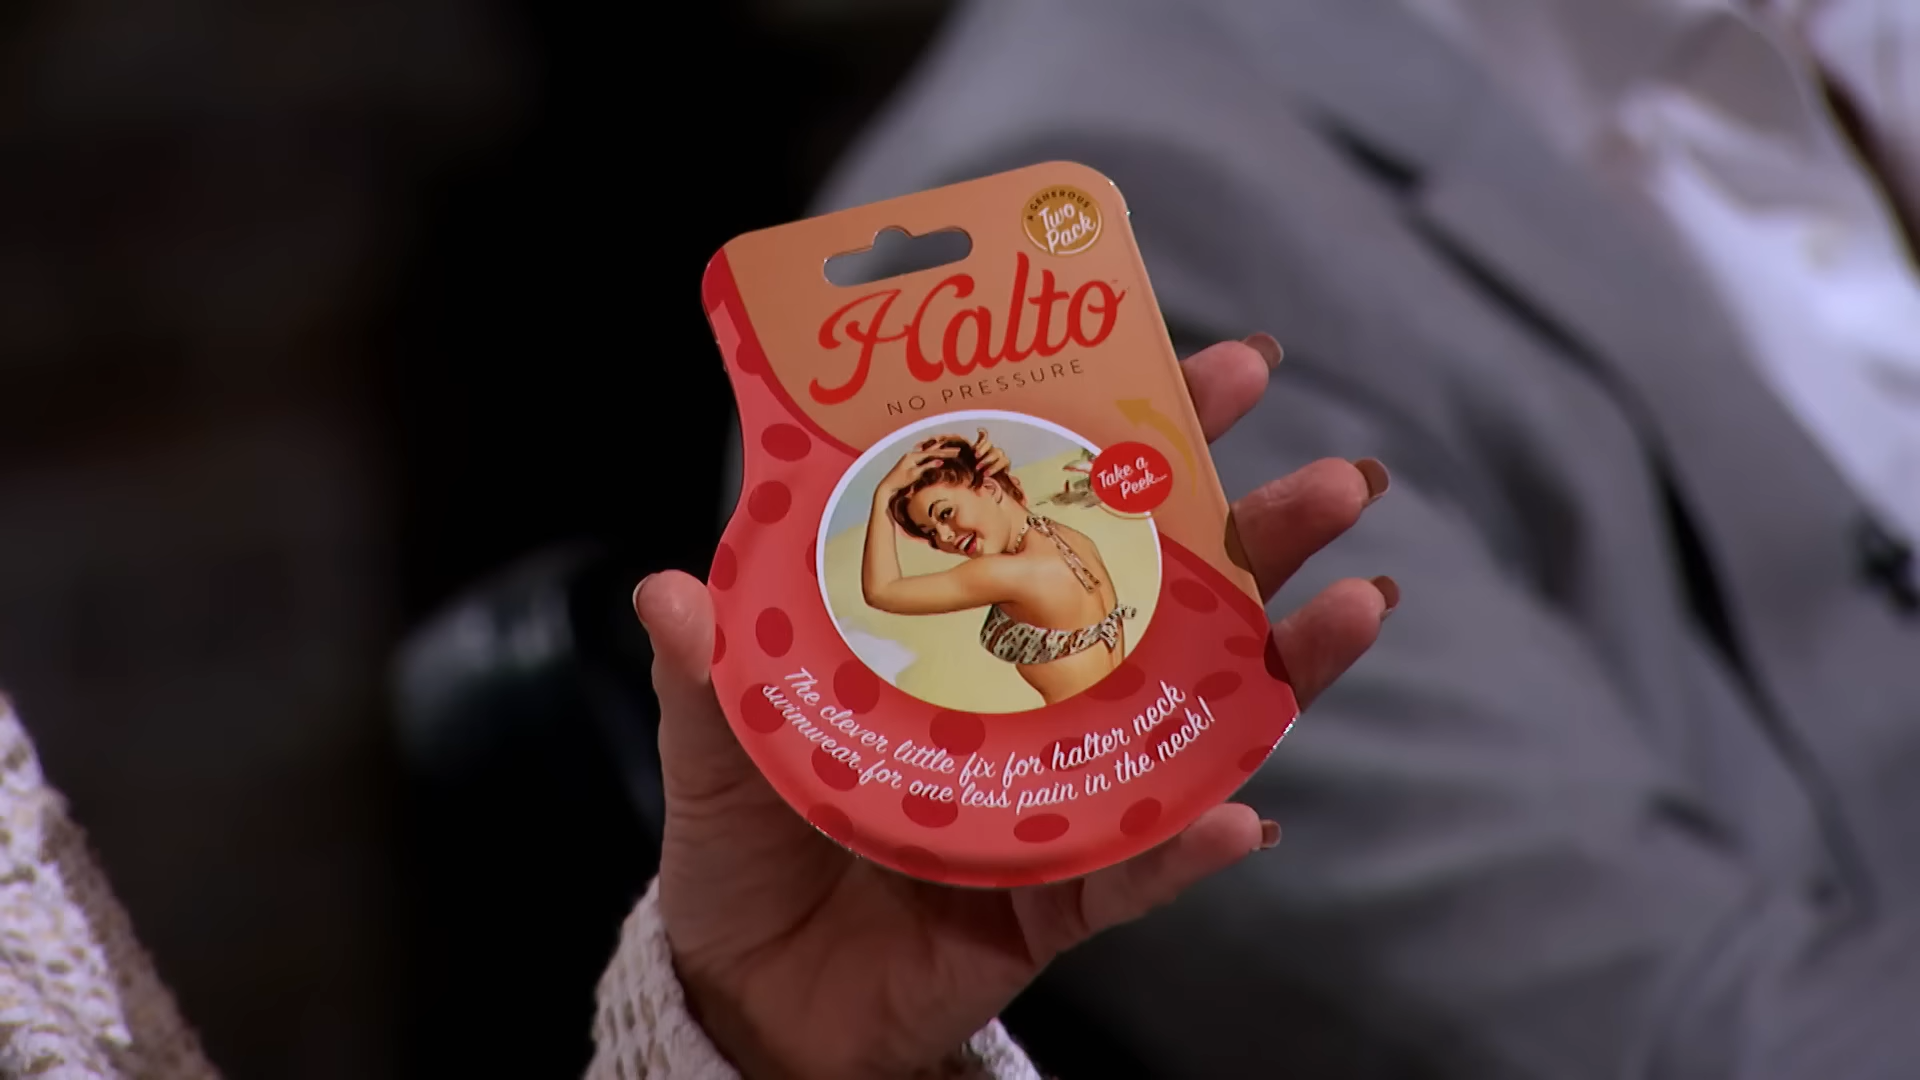 A GENEROUS
Two
Pack
Halto
NO PRESSURE
Take a
Peek...
The clever little fix for halter neck
swimwear for one less pain in the neck!